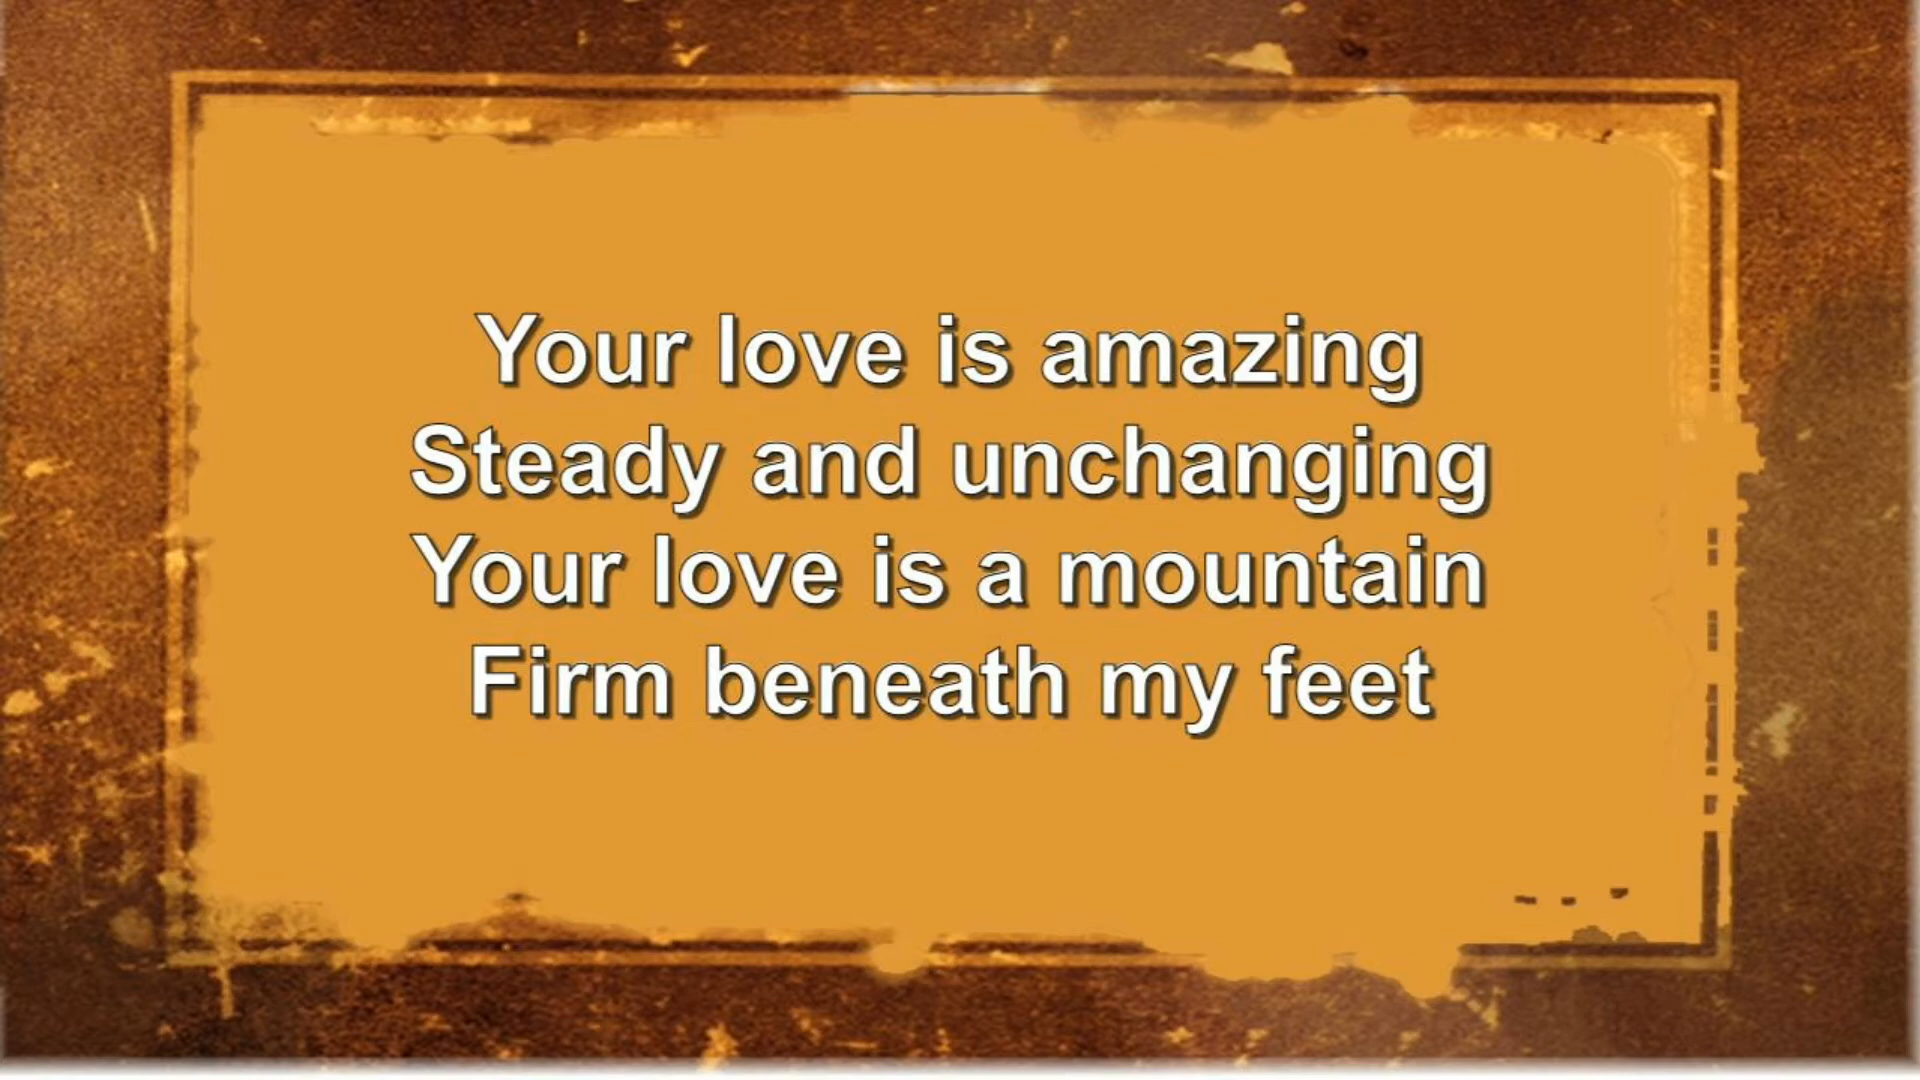 Your love is amazing
Steady and unchanging
Your love is a mountain
Firm beneath my feet